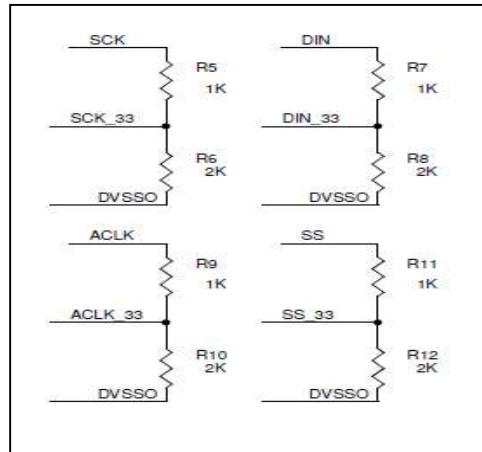 SCK
R5
1K
SCK_33
R6
2K
DVSSO
DIN
R7
1K
DIN_33
R8
2K
DVSSO
ACLK
R9
1K
ACLK_33
R10
2K
DVSSO
SS
R11
1K
SS_33
R12
2K
DVSSO